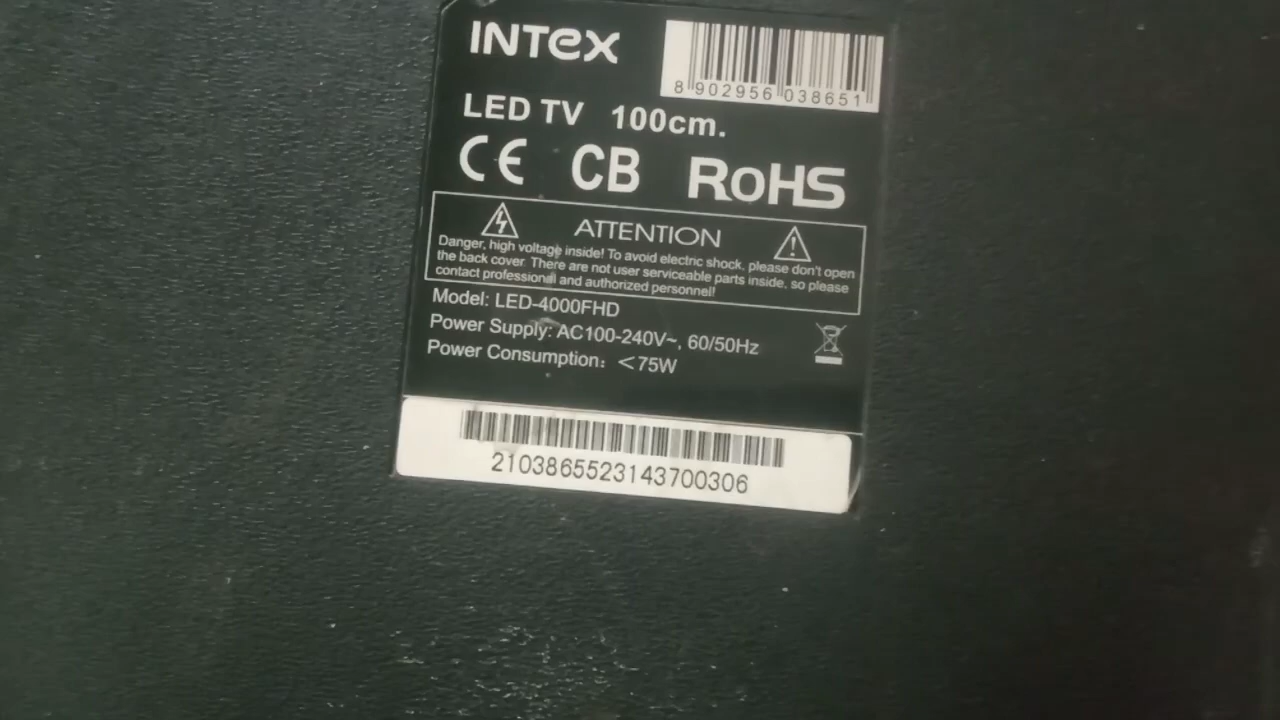 INTEX
8 902956 038651
LED TV 100cm.
CE CB RoHS
ATTENTION
Danger, high voltage inside! To avoid electric shock, please don't open
the back cover. There are not user serviceable parts inside, so please
contact professional and authorized personnel!
Model: LED-4000FHD
Power Supply: AC100-240V~, 60/50Hz
Power Consumption: <75W
2103865523143700306